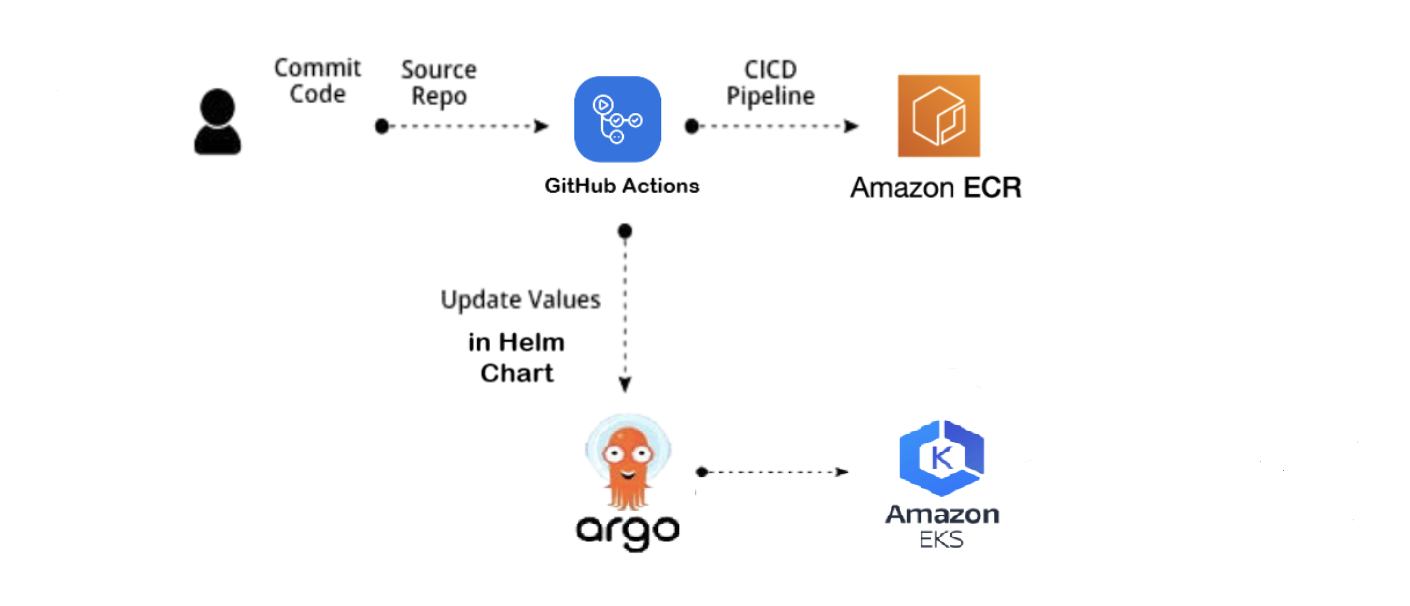 Commit
Code
Source
Repo
CICD
Pipeline
GitHub Actions
Amazon ECR
Update Values
in Helm
Chart
K
argo
Amazon
EKS